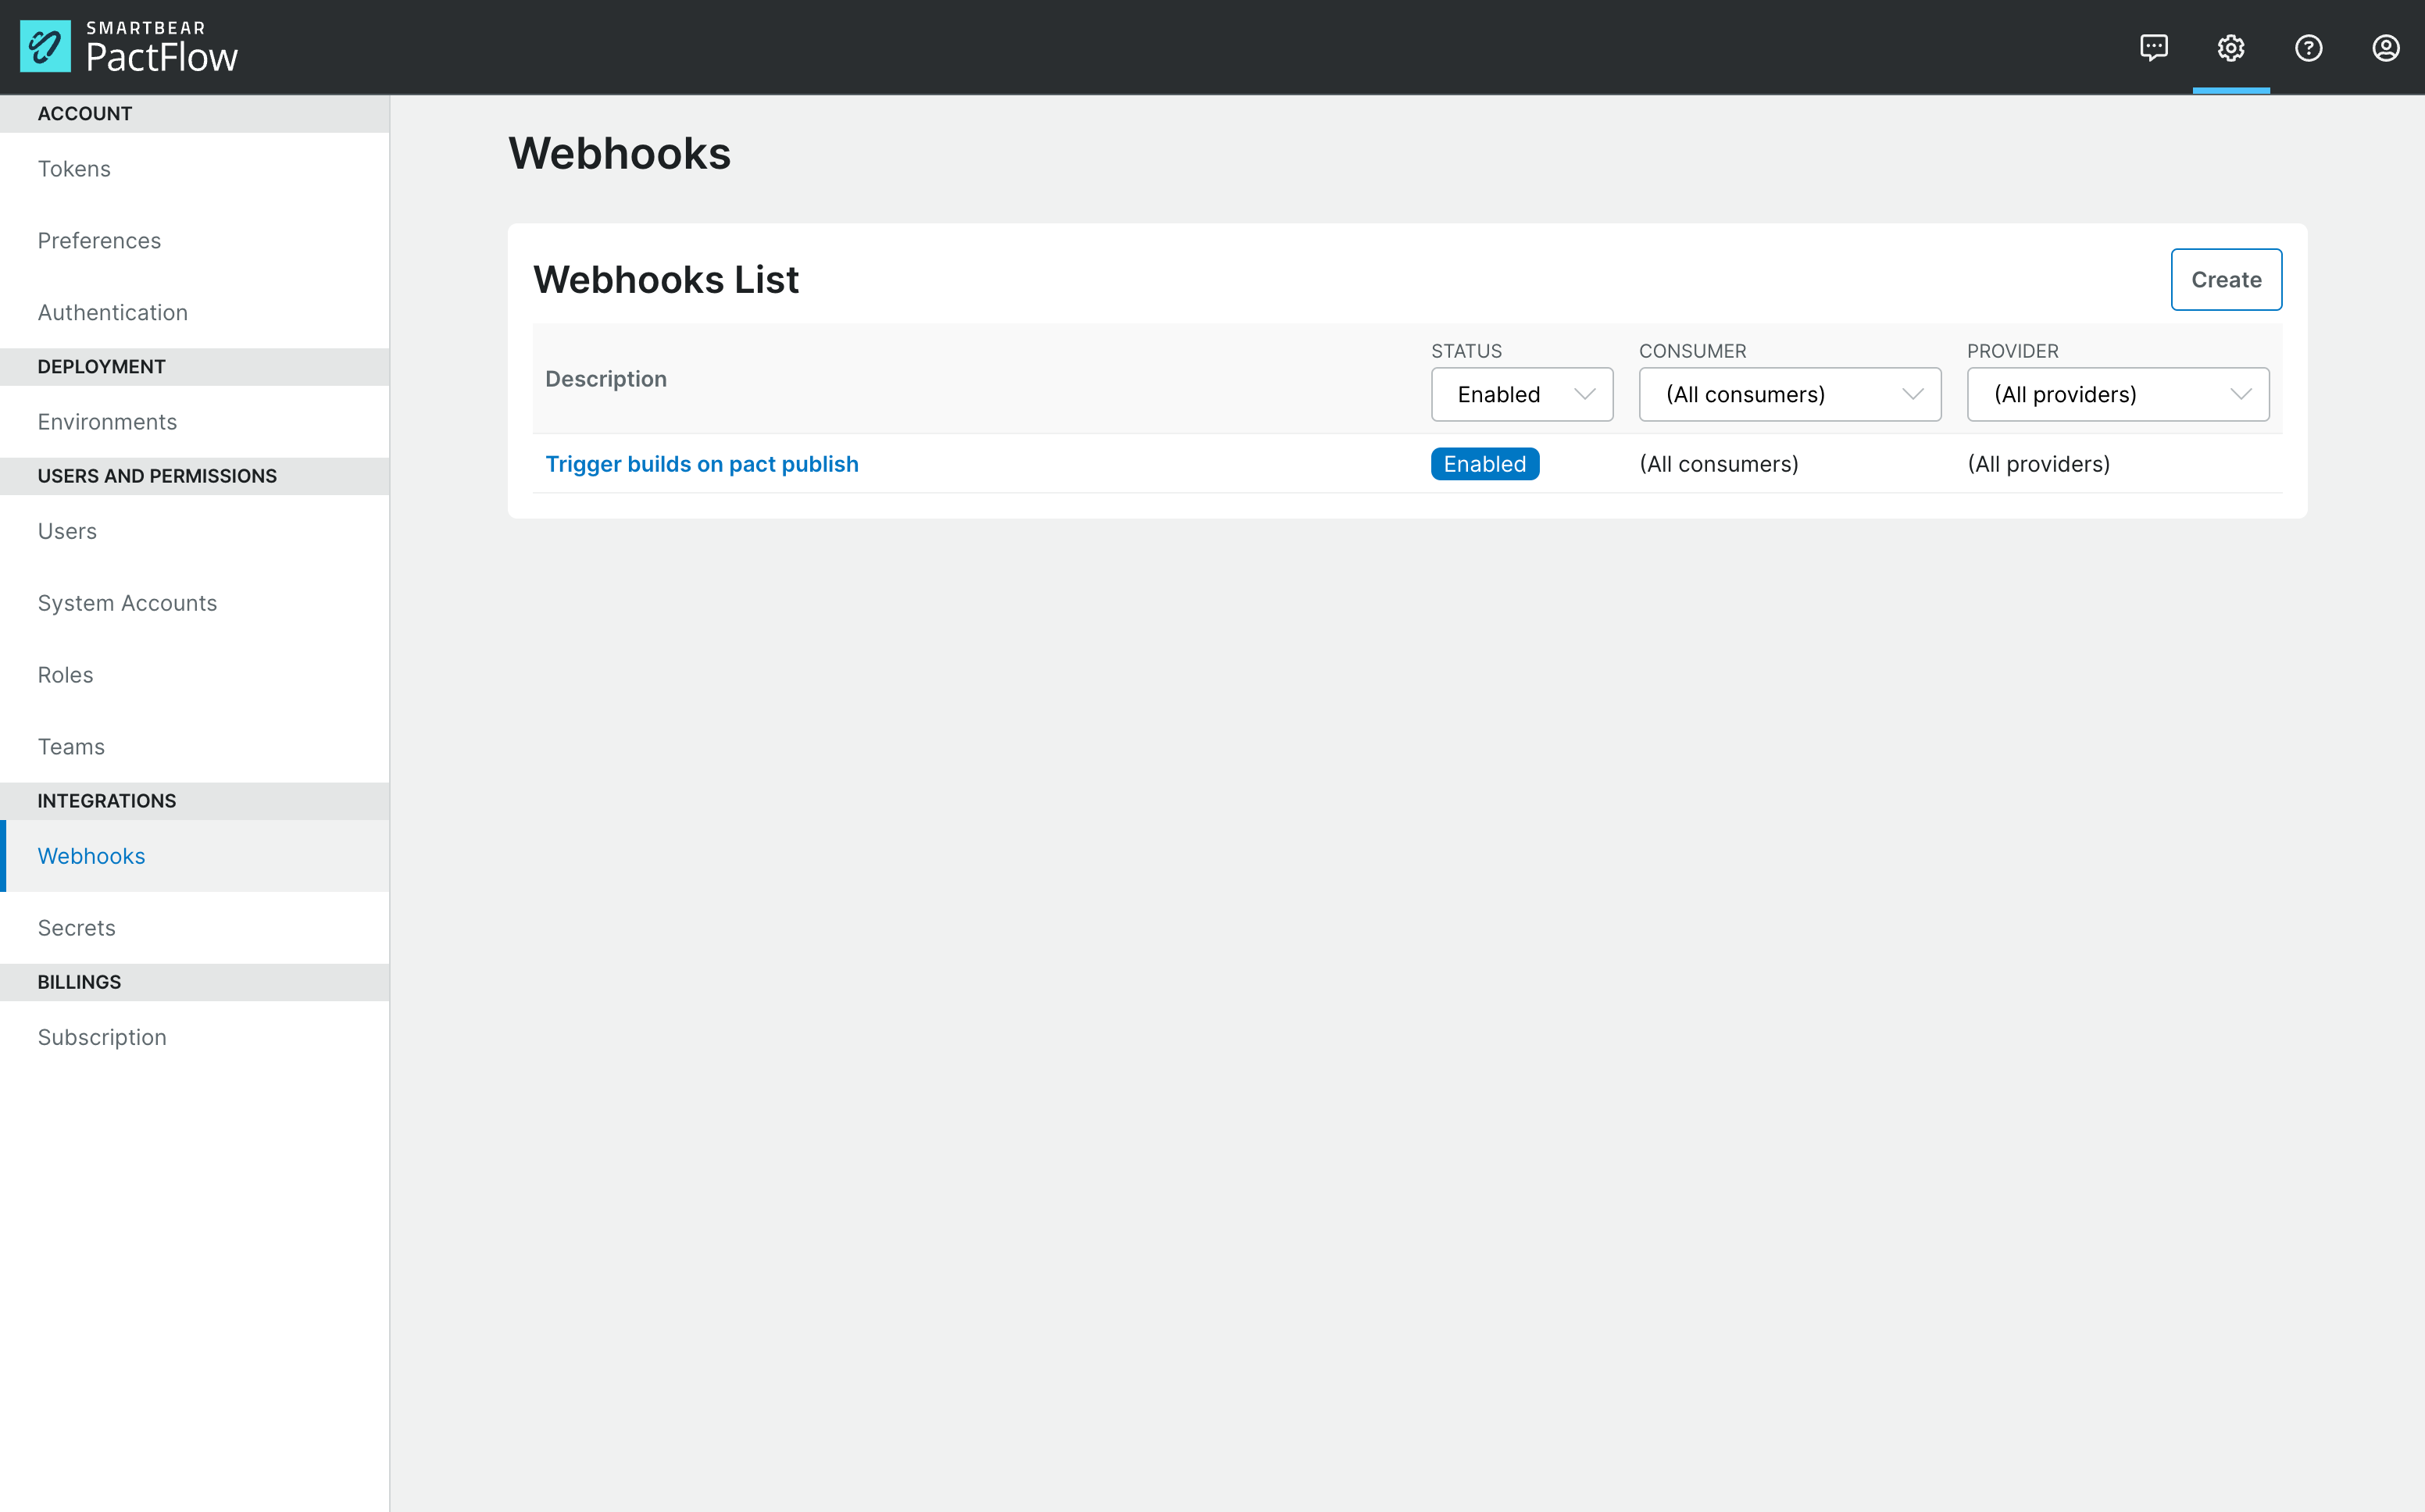 SMARTBEAR
PactFlow
ACCOUNT
Tokens
Preferences
Authentication
DEPLOYMENT
Environments
USERS AND PERMISSIONS
Users
System Accounts
Roles
Teams
INTEGRATIONS
Webhooks
Secrets
BILLINGS
Subscription
Webhooks
Webhooks List
Create
Description
STATUS
Enabled
CONSUMER
(All consumers)
PROVIDER
(All providers)
Trigger builds on pact publish
Enabled
(All consumers)
(All providers)